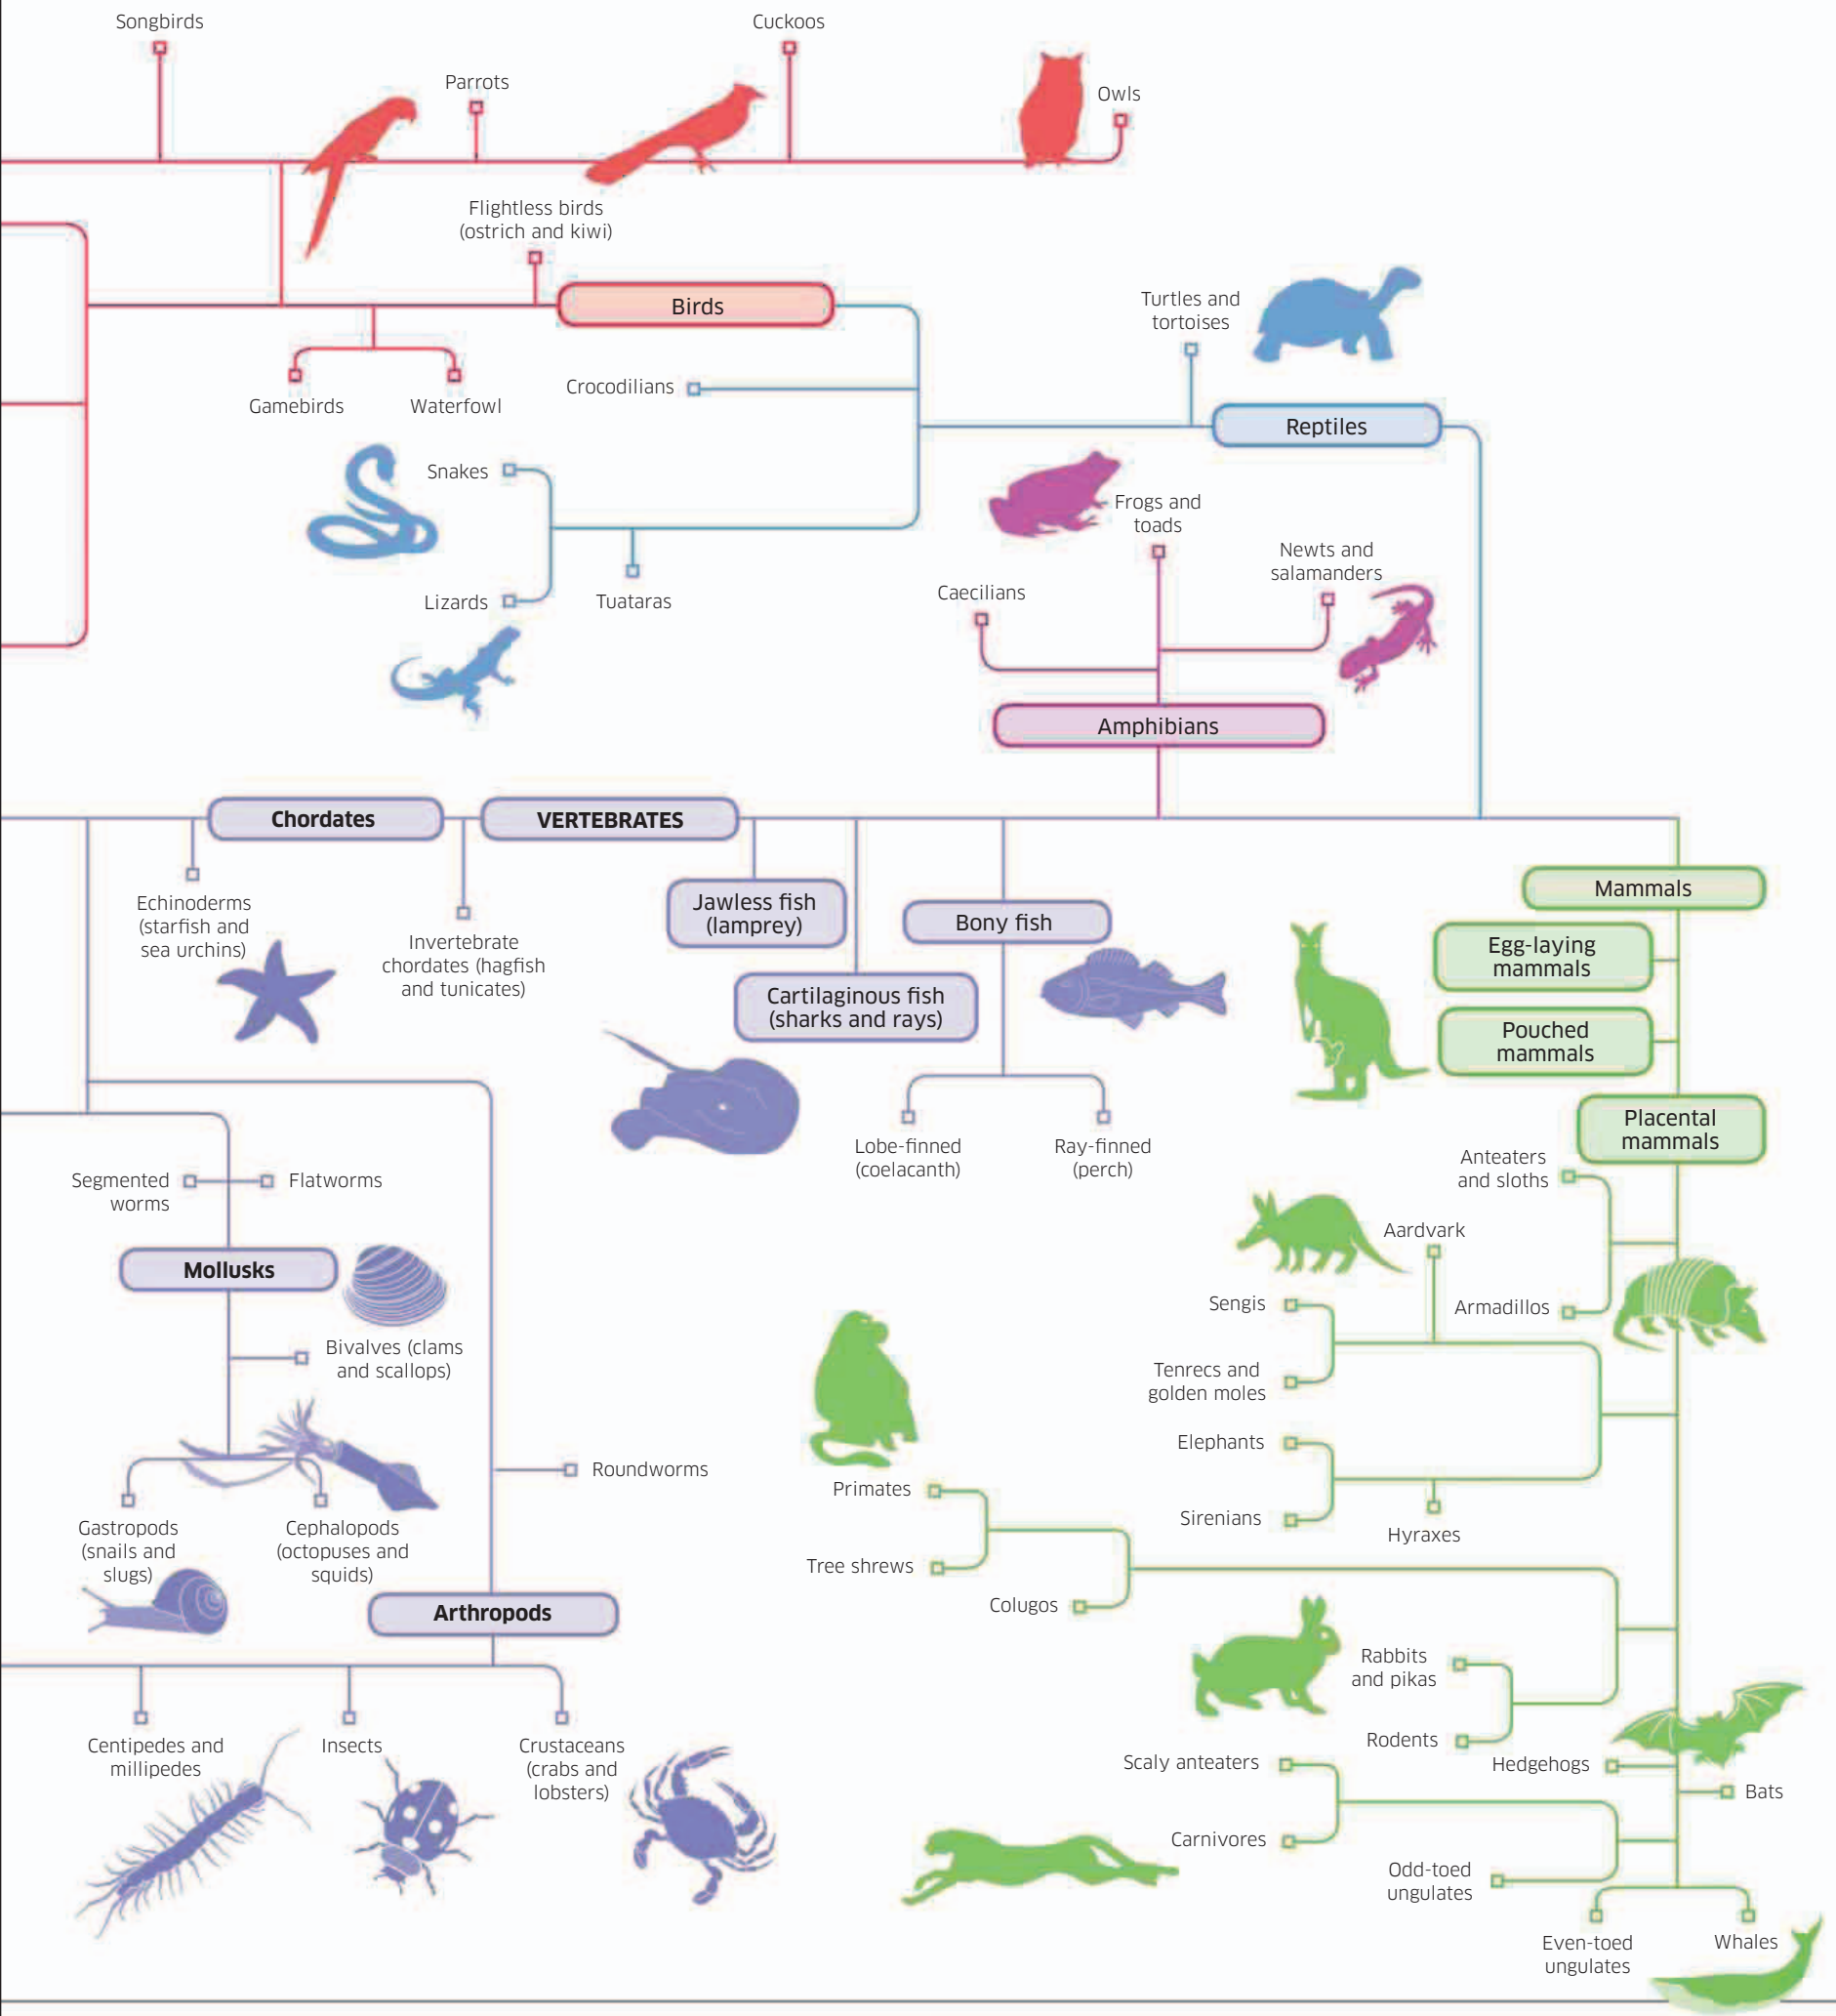 Songbirds
Cuckoos
Parrots
Owls
Flightless birds
(ostrich and kiwi)
Birds
Turtles and
tortoises
Crocodilians
Gamebirds
Waterfowl
Reptiles
Snakes
Frogs and
toads
Newts and
salamanders
Caecilians
Lizards
Tuataras
Amphibians
Chordates
VERTEBRATES
Mammals
Echinoderms
(starfish and
sea urchins)
Invertebrate
chordates (hagfish
and tunicates)
Jawless fish
(lamprey)
Bony fish
Egg-laying
mammals
Cartilaginous fish
(sharks and rays)
Pouched
mammals
Placental
mammals
Lobe-finned
(coelacanth)
Ray-finned
(perch)
Anteaters
and sloths
Segmented
worms
Flatworms
Aardvark
Mollusks
Sengis
Armadillos
Bivalves (clams
and scallops)
Tenrecs and
golden moles
Elephants
Roundworms
Primates
Sirenians
Hyraxes
Gastropods
(snails and
slugs)
Cephalopods
(octopuses and
squids)
Tree shrews
Colugos
Arthropods
Rabbits
and pikas
Rodents
Centipedes and
millipedes
Insects
Crustaceans
(crabs and
lobsters)
Scaly anteaters
Hedgehogs
Bats
Carnivores
Odd-toed
ungulates
Even-toed
ungulates
Whales